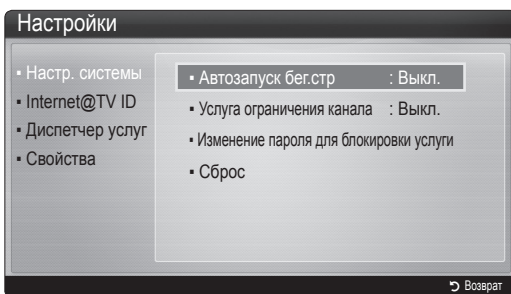 Настройки
▪ Настр. системы
▪ Internet@TV ID
▪ Диспетчер услуг
▪ Свойства
▪ Автозапуск бег.стр : Выкл.
▪ Услуга ограничения канала : Выкл.
▪ Изменение пароля для блокировки услуги
▪ Сброс
Возврат